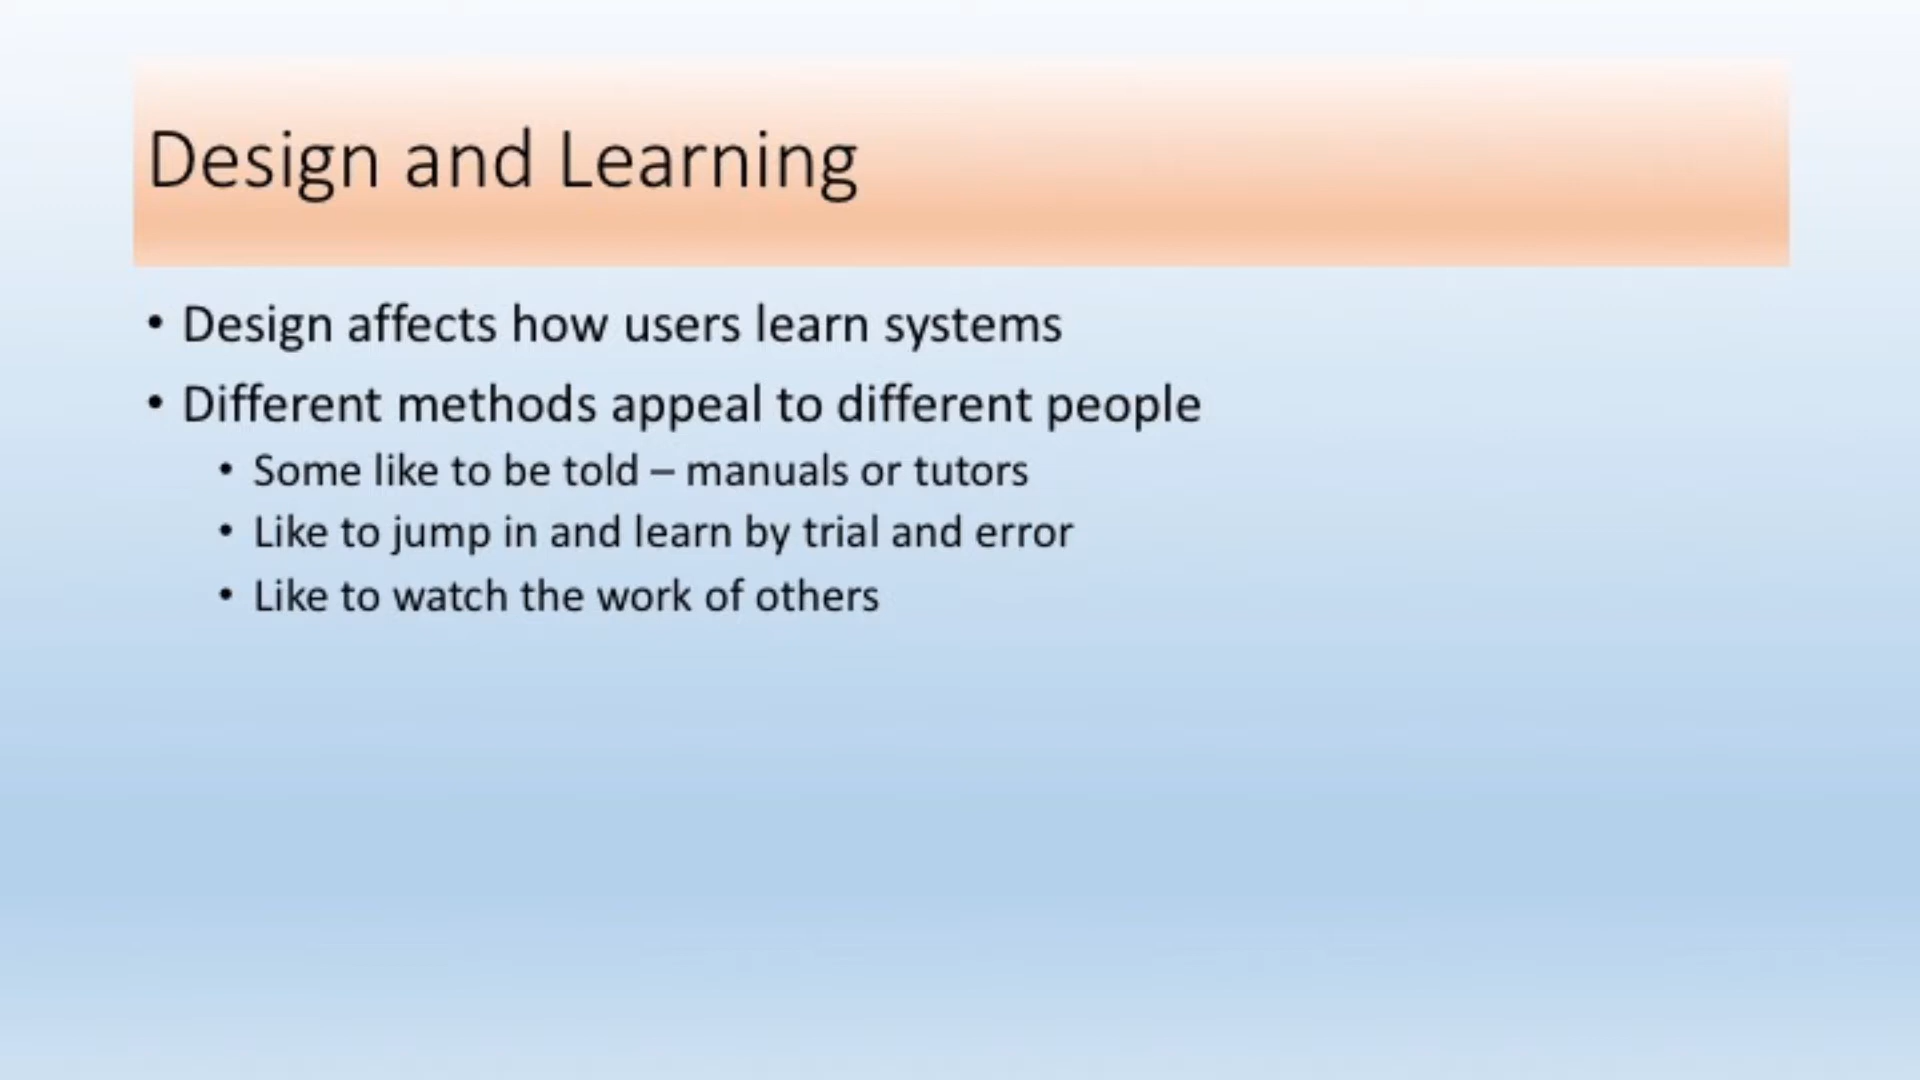 Design and Learning
• Design affects how users learn systems
• Different methods appeal to different people
• Some like to be told – manuals or tutors
• Like to jump in and learn by trial and error
• Like to watch the work of others